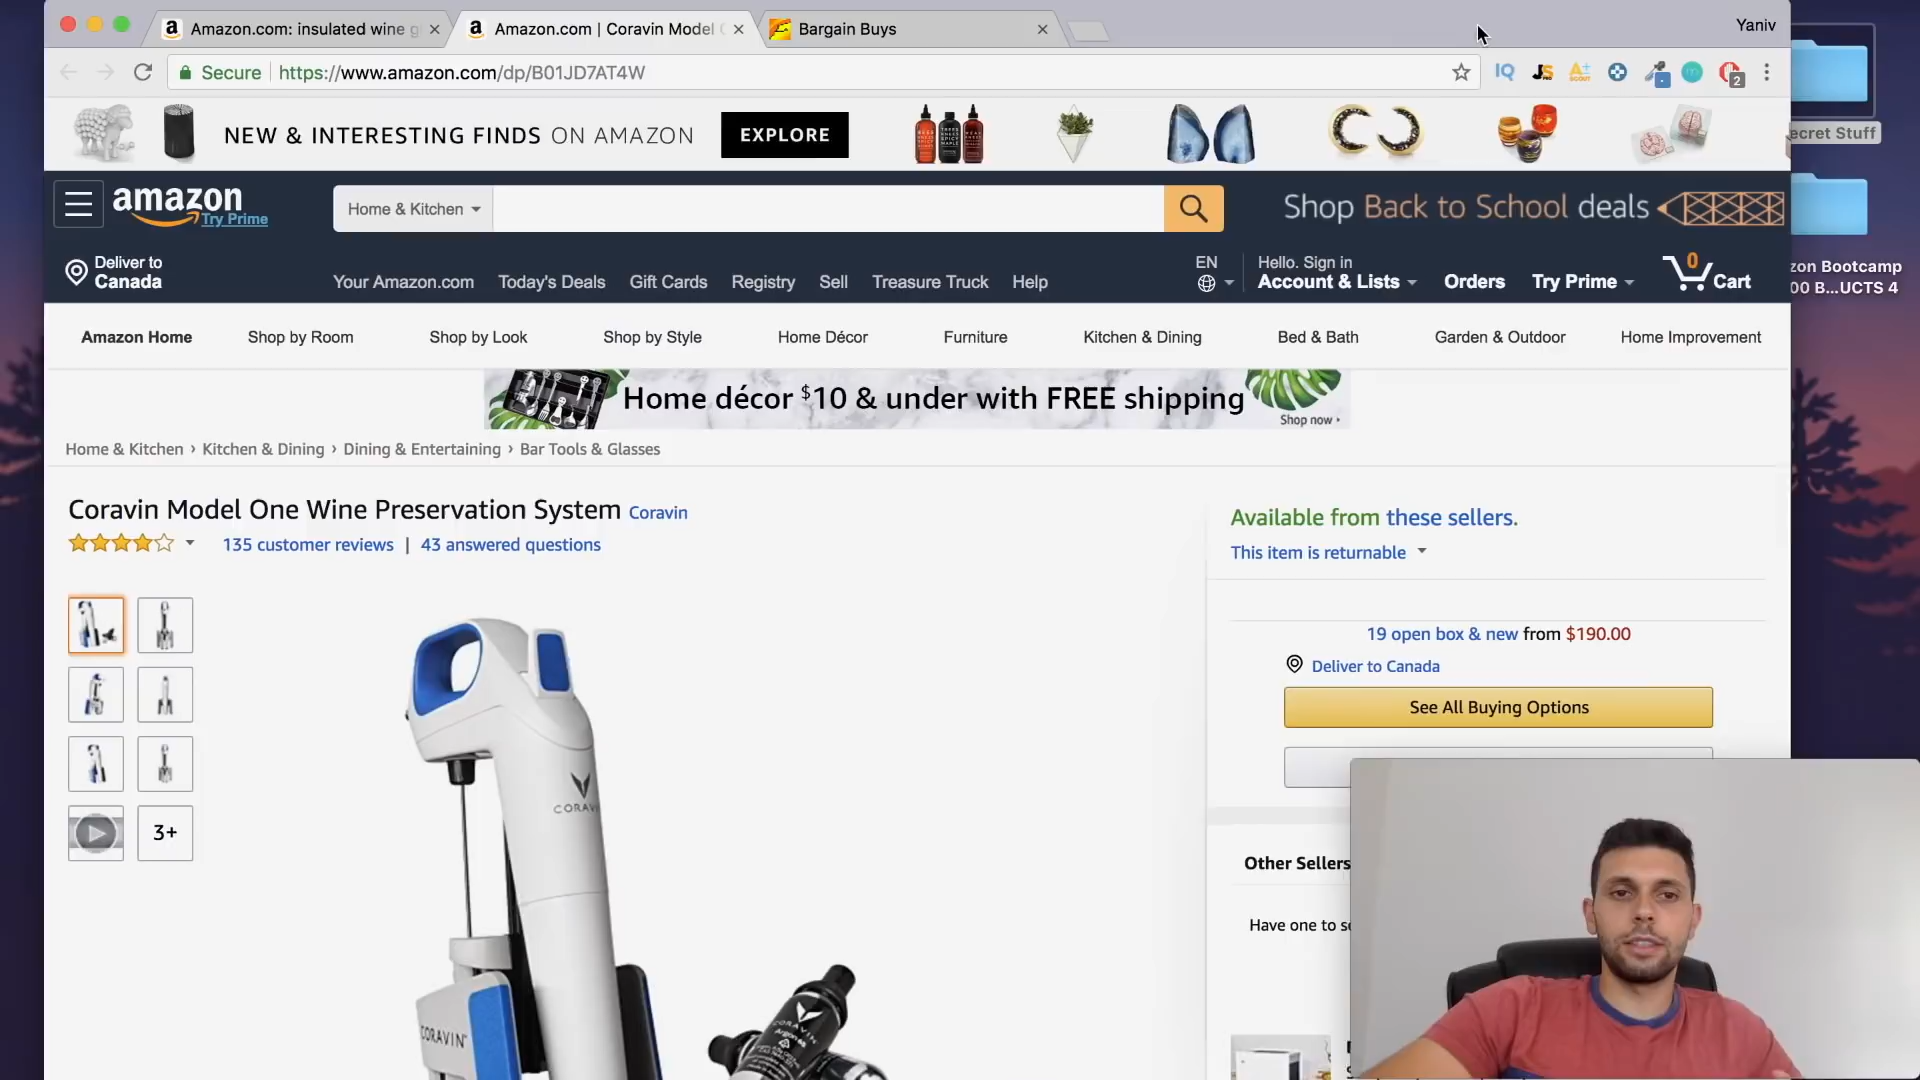 Amazon.com: insulated wine g
Amazon.com | Coravin Model O
Bargain Buys
Yaniv
Secure
https://www.amazon.com/dp/B01JD7AT4W
IQ
JS
PRO
2
ecret Stuff
NEW & INTERESTING FINDS ON AMAZON
EXPLORE
amazon
Try Prime
Home & Kitchen
Shop Back to School deals
Deliver to
Canada
Your Amazon.com
Today's Deals
Gift Cards
Registry
Sell
Treasure Truck
Help
EN
Hello. Sign in
Account & Lists
Orders
Try Prime
0
Cart
zon Bootcamp
00 B...UCTS 4
Amazon Home
Shop by Room
Shop by Look
Shop by Style
Home Décor
Furniture
Kitchen & Dining
Bed & Bath
Garden & Outdoor
Home Improvement
Home décor $10 & under with FREE shipping
Shop now ›
Home & Kitchen › Kitchen & Dining › Dining & Entertaining › Bar Tools & Glasses
Coravin Model One Wine Preservation System Coravin
135 customer reviews | 43 answered questions
Available from these sellers.
This item is returnable
19 open box & new from $190.00
Deliver to Canada
See All Buying Options
3+
CORAVIN
CORAVIN
CORAVIN
Other Sellers
Have one to se